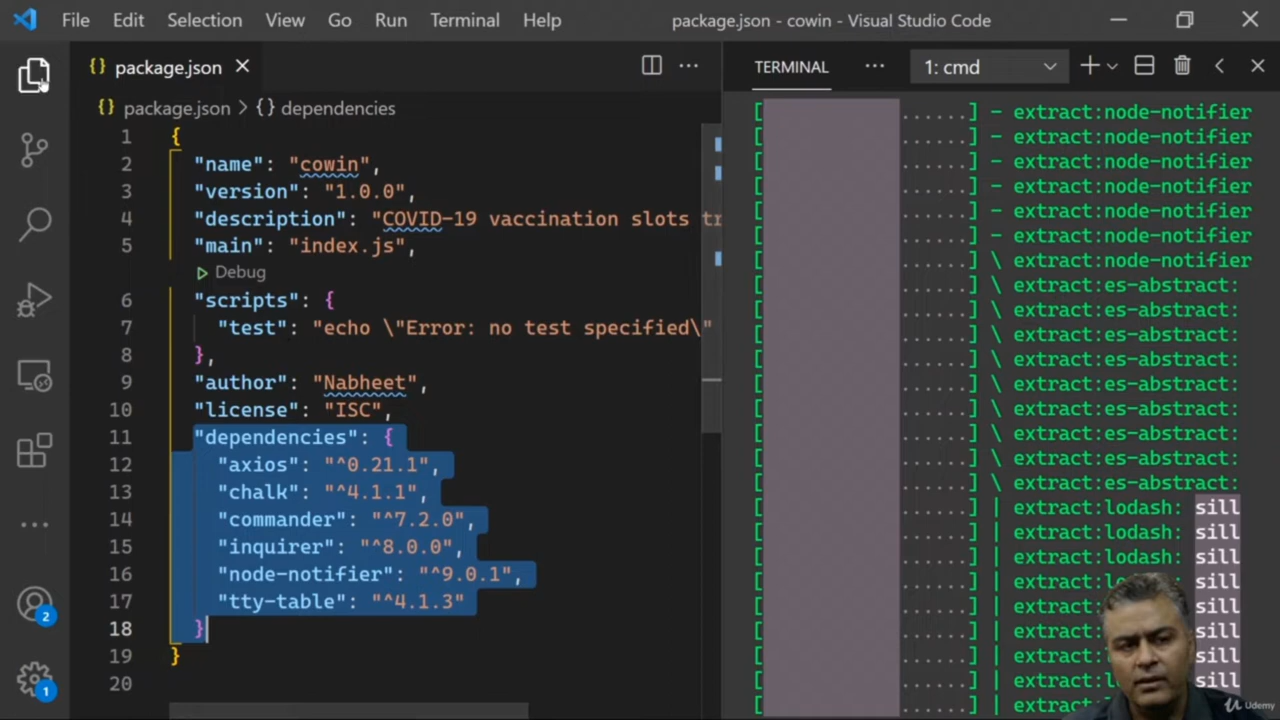 File Edit Selection View Go Run Terminal Help package.json - cowin - Visual Studio Code
package.json
package.json > {} dependencies
1 {
2 "name": "cowin",
3 "version": "1.0.0",
4 "description": "COVID-19 vaccination slots tr
5 "main": "index.js",
Debug
6 "scripts": {
7 "test": "echo \"Error: no test specified\"
8 },
9 "author": "Nabheet",
10 "license": "ISC",
11 "dependencies": {
12 "axios": "^0.21.1",
13 "chalk": "^4.1.1",
14 "commander": "^7.2.0",
15 "inquirer": "^8.0.0",
16 "node-notifier": "^9.0.1",
17 "tty-table": "^4.1.3"
18 }
19 }
20
2
1
TERMINAL ... 1: cmd
[ ......] - extract:node-notifier
[ ......] - extract:node-notifier
[ ......] - extract:node-notifier
[ ......] - extract:node-notifier
[ ......] - extract:node-notifier
[ ......] - extract:node-notifier
[ ......] \ extract:node-notifier
[ ......] \ extract:es-abstract:
[ ......] \ extract:es-abstract:
[ ......] \ extract:es-abstract:
[ ......] \ extract:es-abstract:
[ ......] \ extract:es-abstract:
[ ......] \ extract:es-abstract:
[ ......] \ extract:es-abstract:
[ ......] \ extract:es-abstract:
[ ......] \ extract:es-abstract:
[ ......] | extract:lodash: sill
[ ......] | extract:lodash: sill
[ ......] | extract:lodash: sill
[ ......] | extract:l sill
[ ......] | extract:l sill
[ ......] | extract:l sill
[ ......] | extract:l sill
[ ......] | extract:l sill
[ ......] | extract:l
Udemy